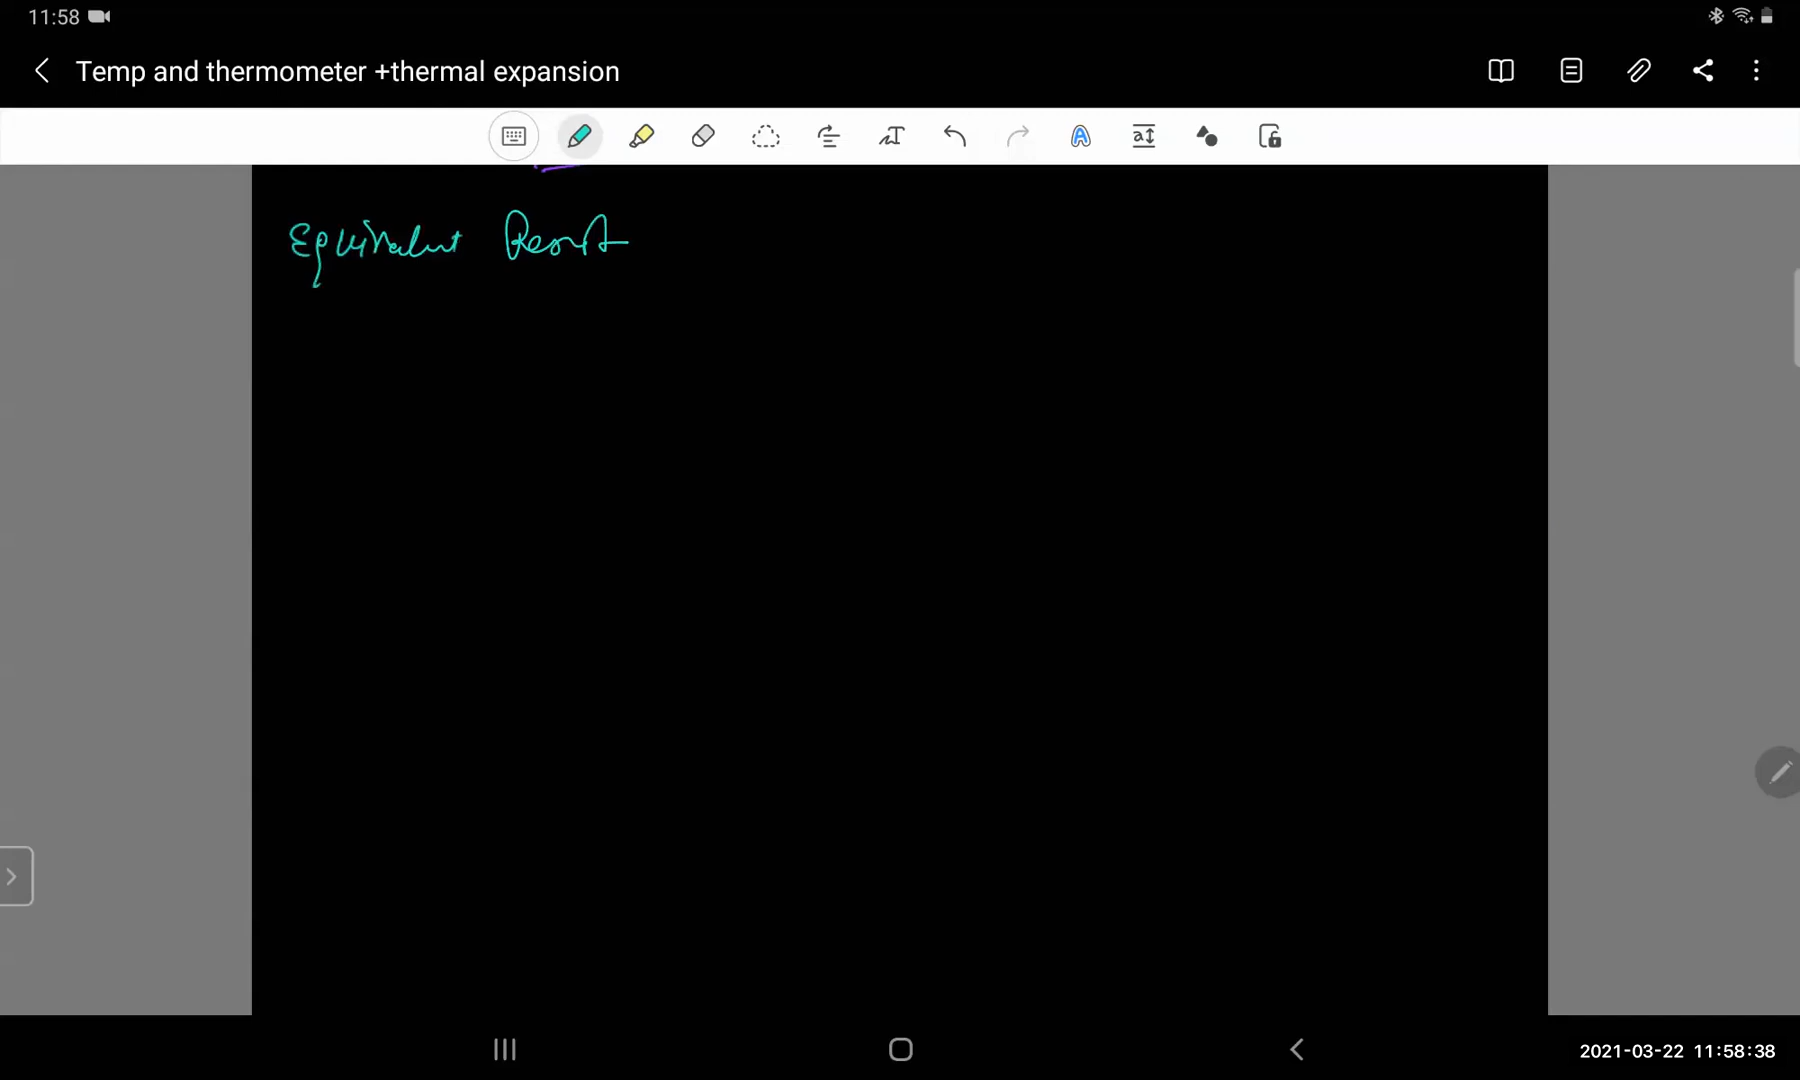 11:58
Temp and thermometer +thermal expansion
Equivalent
2021-03-22 11:58:38